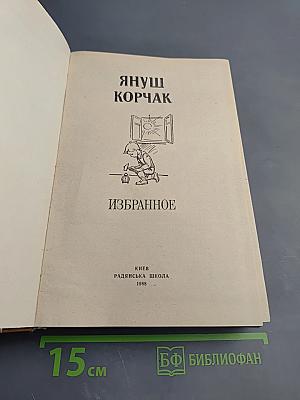 ЯНУШ
КОРЧАК
ИЗБРАННОЕ
КИЕВ
РАДЯНСЬКА ШКОЛА
1988
15 см
БФ БИБЛИОФАН